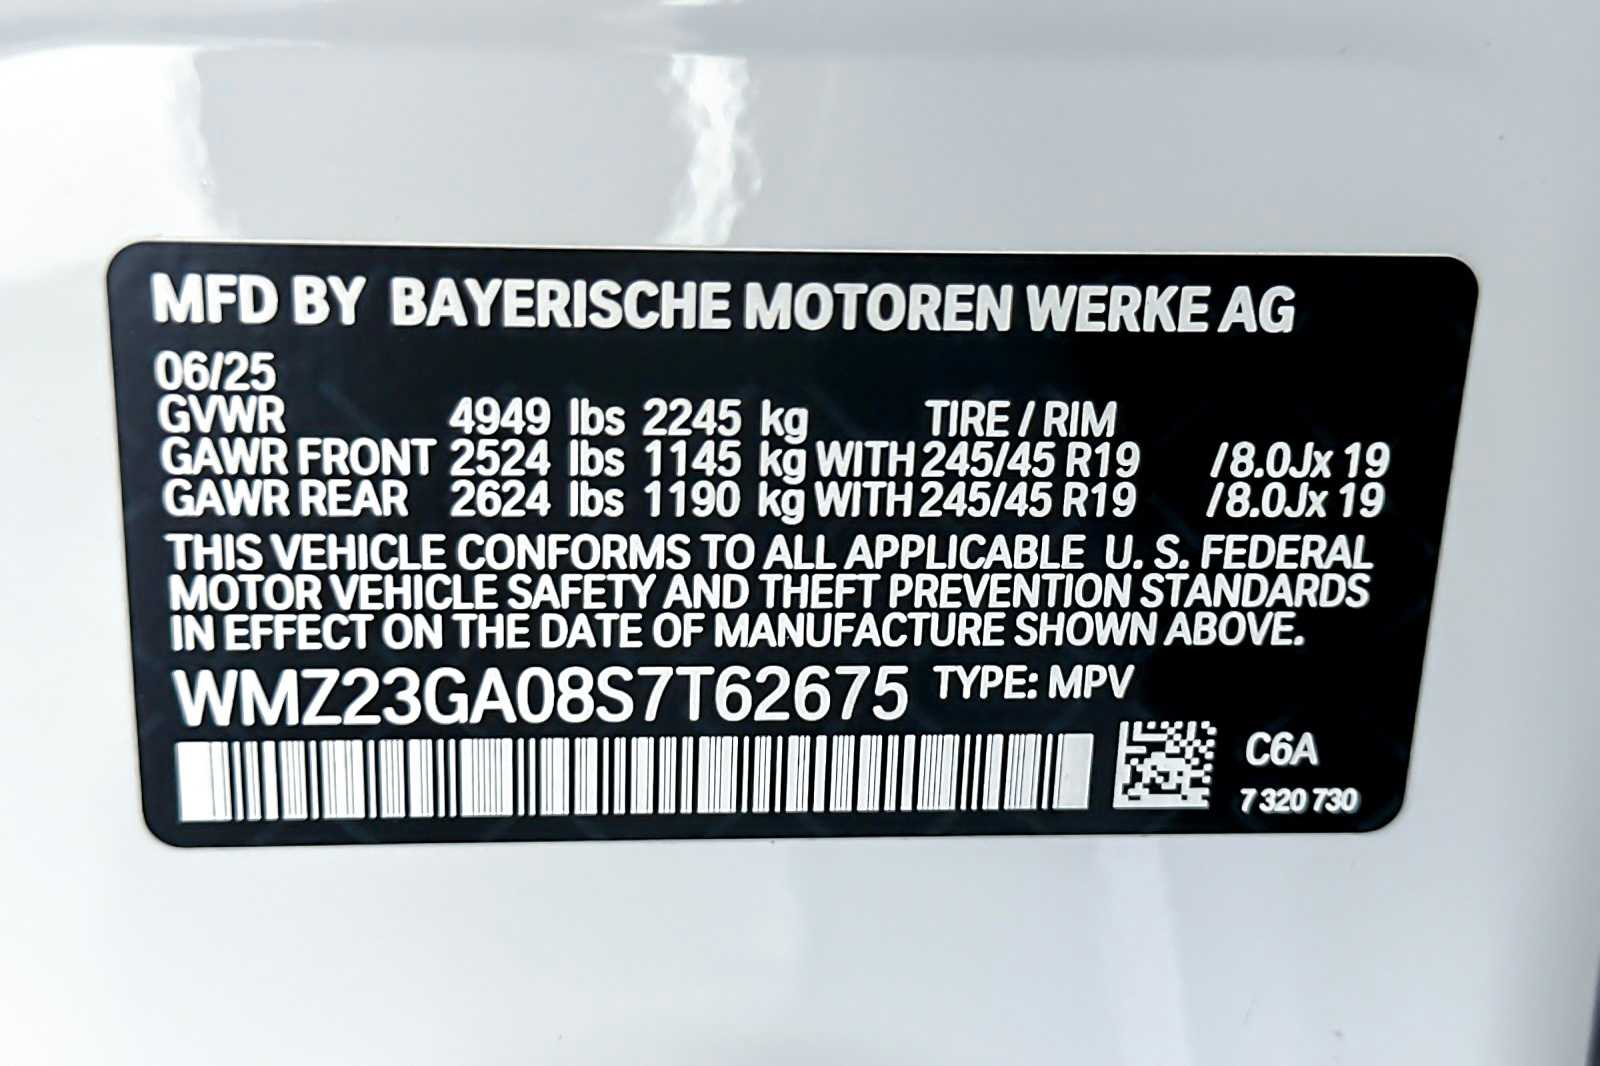 MFD BY BAYERISCHE MOTOREN WERKE AG
06/25
GVWR 4949 lbs 2245 kg TIRE / RIM
GAWR FRONT 2524 lbs 1145 kg WITH 245/45 R19 /8.0Jx 19
GAWR REAR 2624 lbs 1190 kg WITH 245/45 R19 /8.0Jx 19
THIS VEHICLE CONFORMS TO ALL APPLICABLE U. S. FEDERAL
MOTOR VEHICLE SAFETY AND THEFT PREVENTION STANDARDS
IN EFFECT ON THE DATE OF MANUFACTURE SHOWN ABOVE.
WMZ23GA08S7T62675 TYPE: MPV
C6A
7 320 730